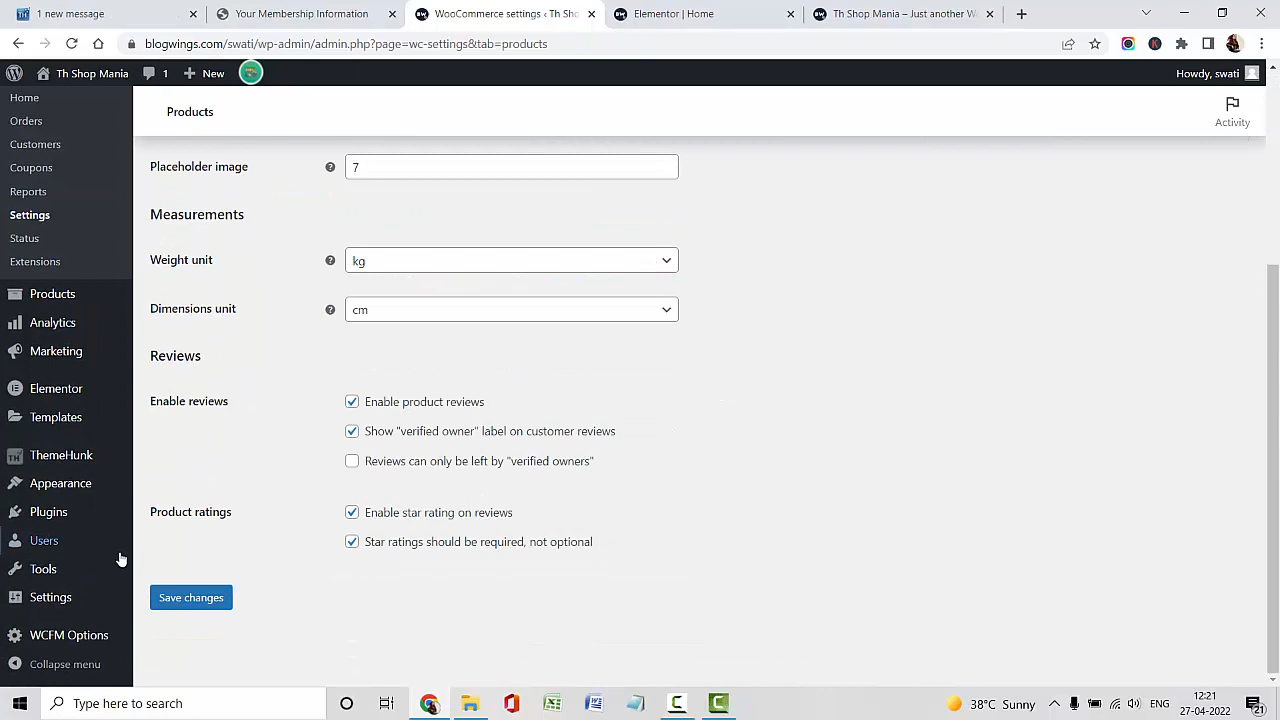 1 new message
Your Membership Information
WooCommerce settings ‹ Th Sho
Elementor | Home
Th Shop Mania – Just another W
blogwings.com/swati/wp-admin/admin.php?page=wc-settings&tab=products
Th Shop Mania
1
New
Howdy, swati
Home
Orders
Customers
Coupons
Reports
Settings
Status
Extensions
Products
Analytics
Marketing
Elementor
Templates
ThemeHunk
Appearance
Plugins
Users
Tools
Settings
WCFM Options
Collapse menu
Products
Activity
Placeholder image
7
Measurements
Weight unit
kg
Dimensions unit
cm
Reviews
Enable reviews
Enable product reviews
Show "verified owner" label on customer reviews
Reviews can only be left by "verified owners"
Product ratings
Enable star rating on reviews
Star ratings should be required, not optional
Save changes
Type here to search
38°C Sunny
ENG
12:21
27-04-2022
21